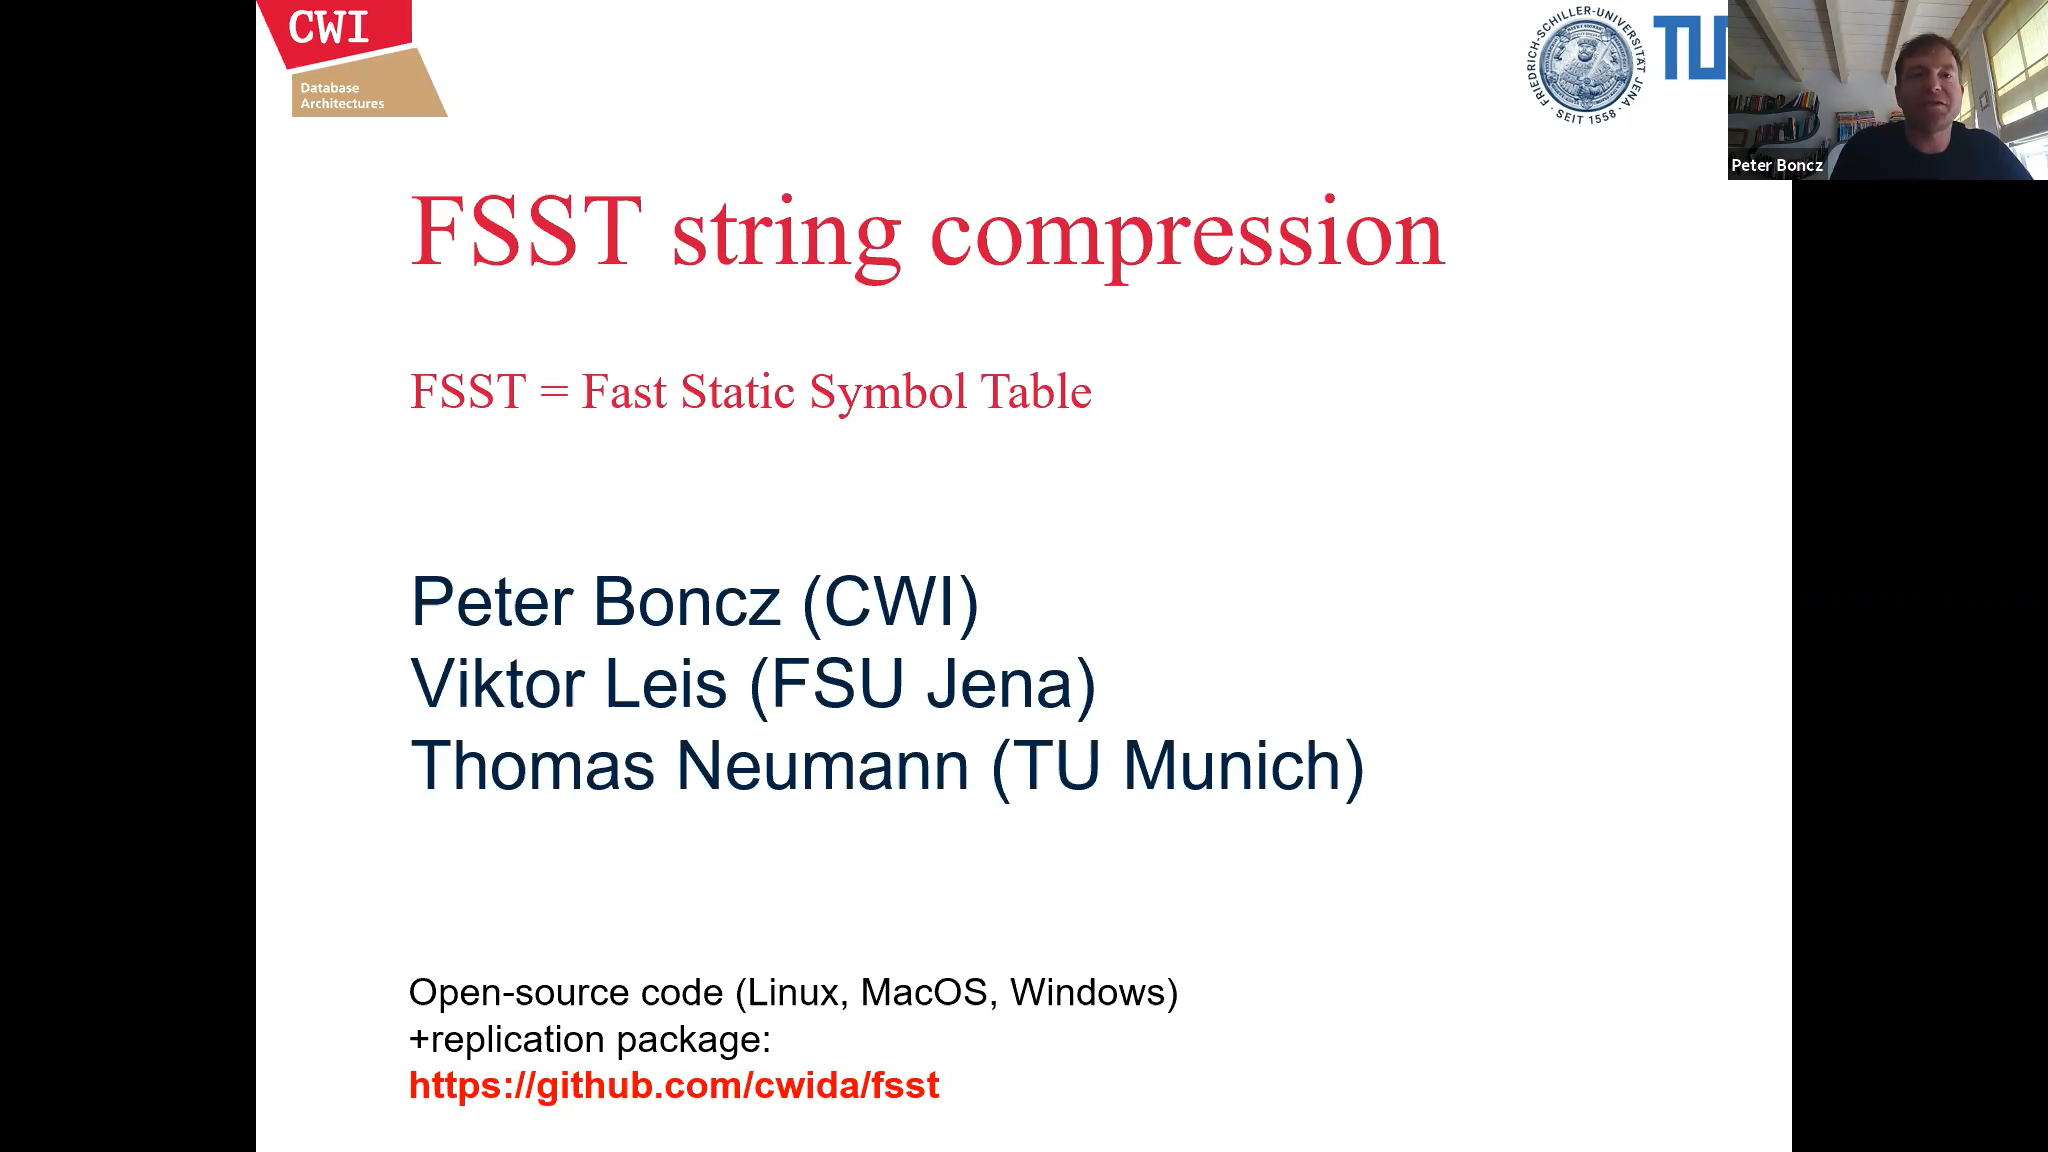 CWI
Database
Architectures
FRIEDRICH-SCHILLER-UNIVERSITÄT JENA
· SEIT 1558 ·
TU
Peter Boncz
FSST string compression
FSST = Fast Static Symbol Table
Peter Boncz (CWI)
Viktor Leis (FSU Jena)
Thomas Neumann (TU Munich)
Open-source code (Linux, MacOS, Windows)
+replication package:
https://github.com/cwida/fsst